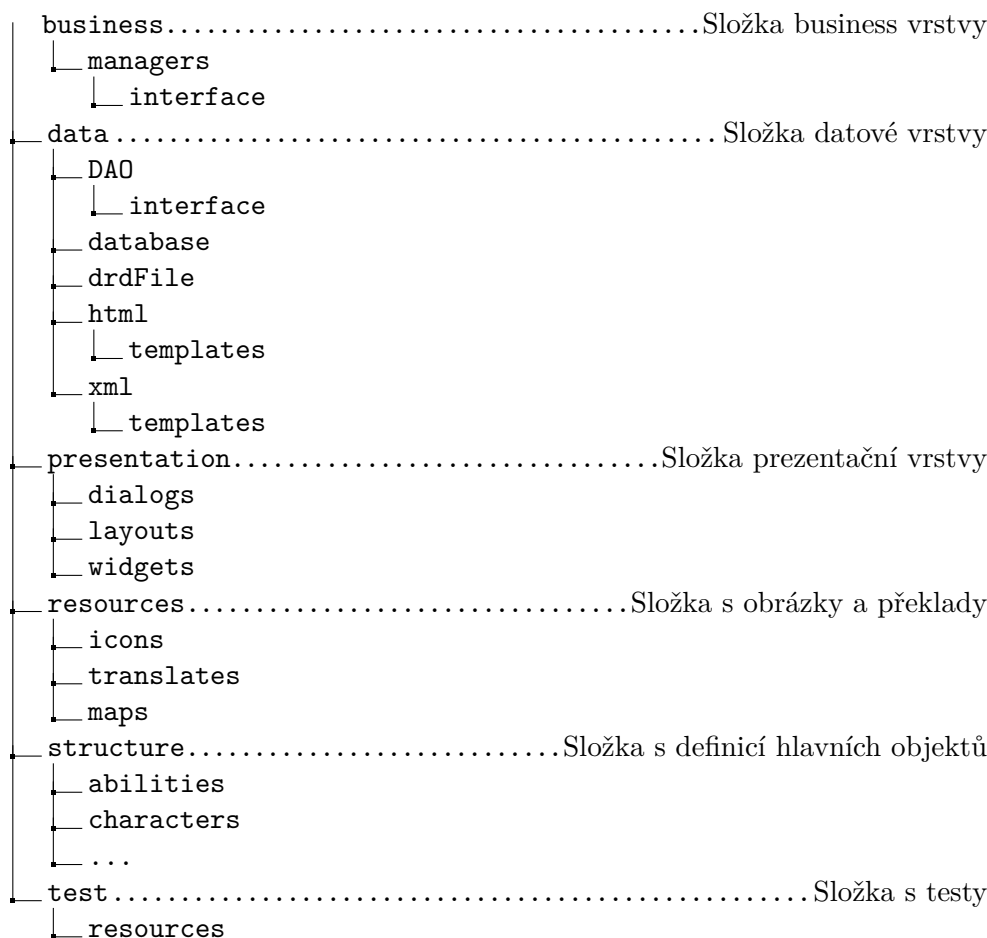 business........................................Složka business vrstvy
managers
interface
data.............................................Složka datové vrstvy
DAO
interface
database
drdFile
html
templates
xml
templates
presentation................................Složka prezentační vrstvy
dialogs
layouts
widgets
resources.................................Složka s obrázky a překlady
icons
translates
maps
structure............................Složka s definicí hlavních objektů
abilities
characters
...
test....................................................Složka s testy
resources